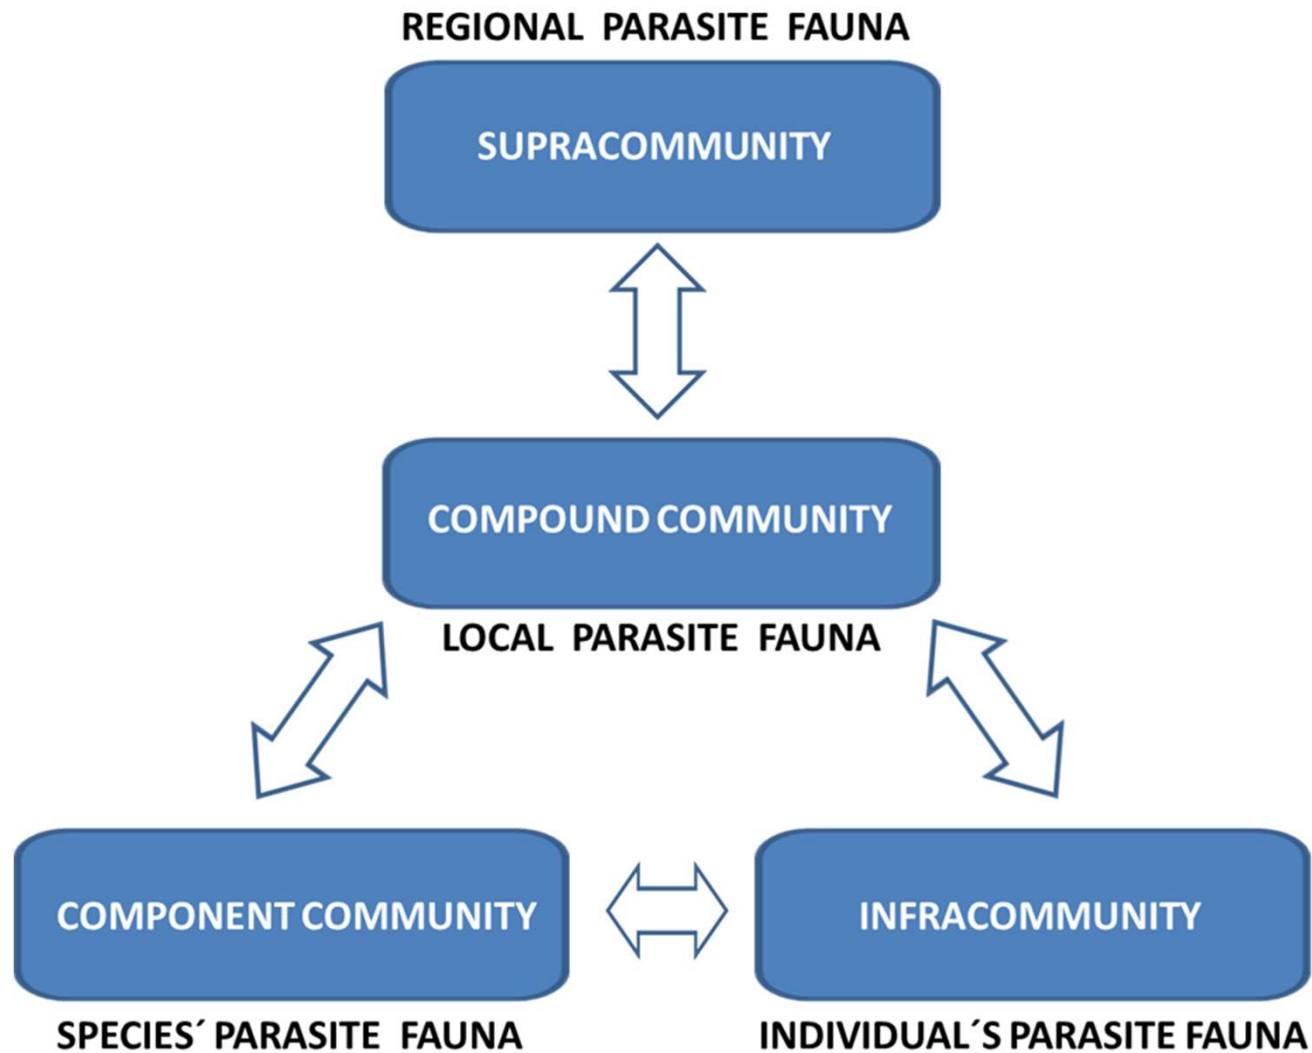 REGIONAL PARASITE FAUNA
SUPRACOMMUNITY
COMPOUND COMMUNITY
LOCAL PARASITE FAUNA
COMPONENT COMMUNITY
INFRACOMMUNITY
SPECIES´ PARASITE FAUNA
INDIVIDUAL´S PARASITE FAUNA